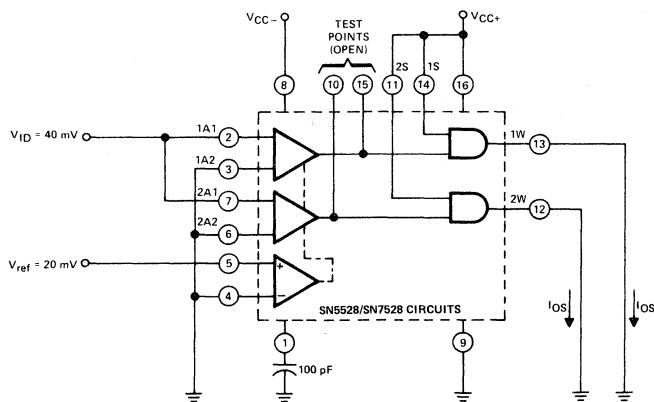 VCC−
TEST
POINTS
(OPEN)
VCC+
2S
1S
8
10
15
11
14
16
VID = 40 mV
1A1
2
1W
13
1A2
3
2A1
7
2W
12
2A2
6
Vref = 20 mV
5
+
4
−
SN5528/SN7528 CIRCUITS
IOS
IOS
1
9
100 pF